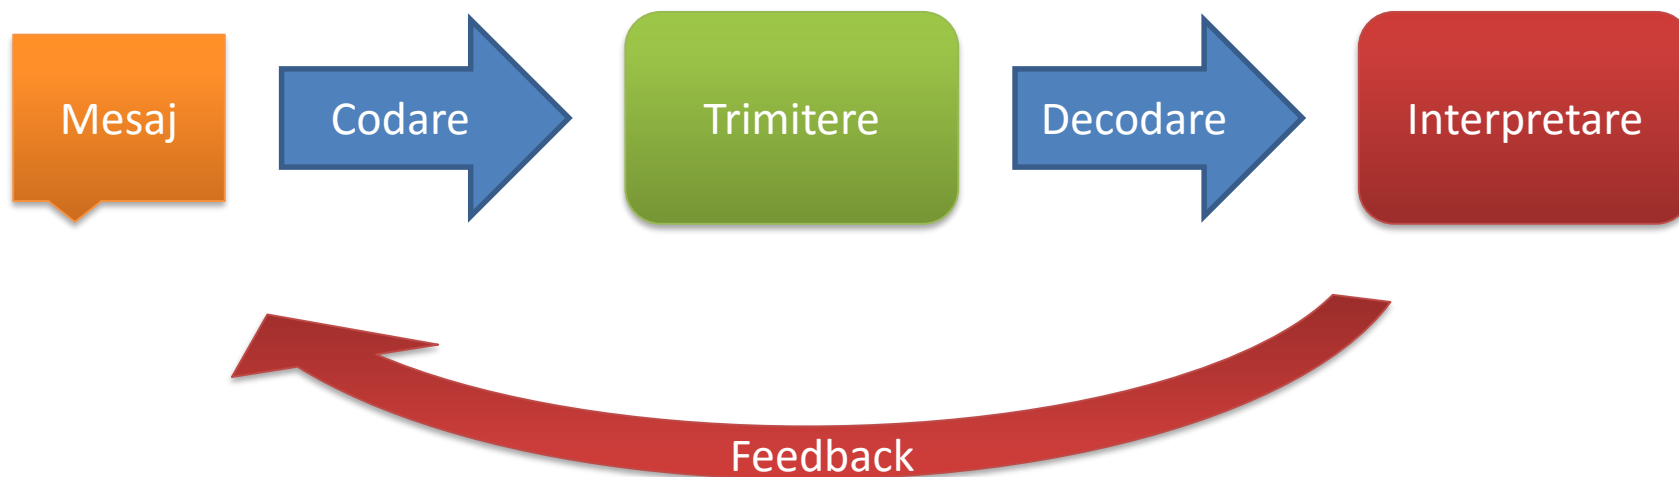 Mesaj
Codare
Trimitere
Decodare
Interpretare
Feedback